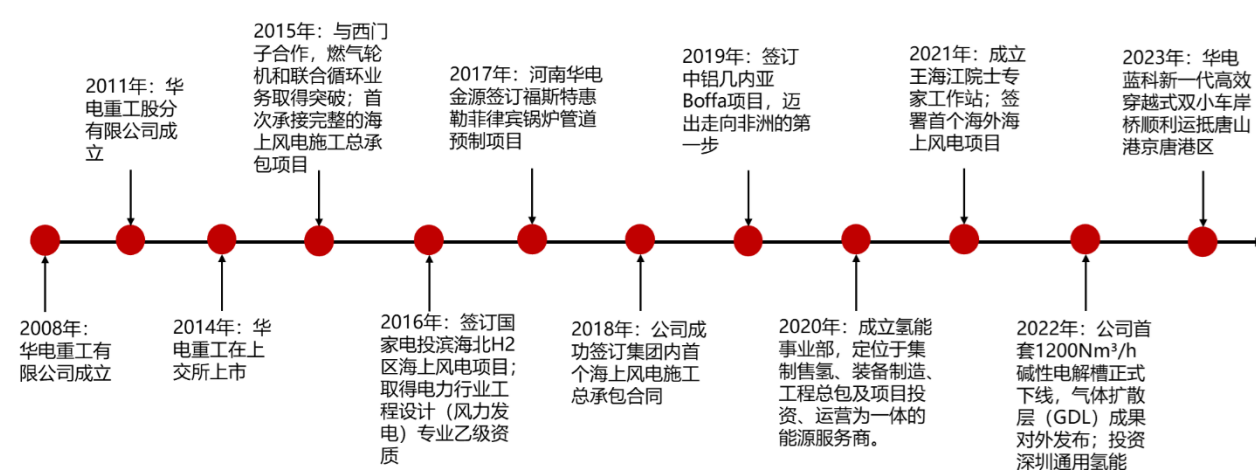 2008年：
华电重工有
限公司成立
2011年：华
电重工股分
有限公司成
立
2014年：华
电重工在上
交所上市
2015年：与西门
子合作，燃气轮
机和联合循环业
务取得突破；首
次承接完整的海
上风电施工总承
包项目
2016年：签订国
家电投滨海北H2
区海上风电项目；
取得电力行业工
程设计（风力发
电）专业乙级资
质
2017年：河南华电
金源签订福斯特惠
勒菲律宾锅炉管道
预制项目
2018年：公司成
功签订集团内首
个海上风电施工
总承包合同
2019年：签订
中铝几内亚
Boffa项目，迈
出走向非洲的第
一步
2020年：成立氢能
事业部，定位于集
制售氢、装备制造、
工程总包及项目投
资、运营为一体的
能源服务商。
2021年：成立
王海江院士专
家工作站；签
署首个海外海
上风电项目
2022年：公司首
套1200Nm³/h
碱性电解槽正式
下线，气体扩散
层（GDL）成果
对外发布；投资
深圳通用氢能
2023年：华电
蓝科新一代高效
穿越式双小车岸
桥顺利运抵唐山
港京唐港区